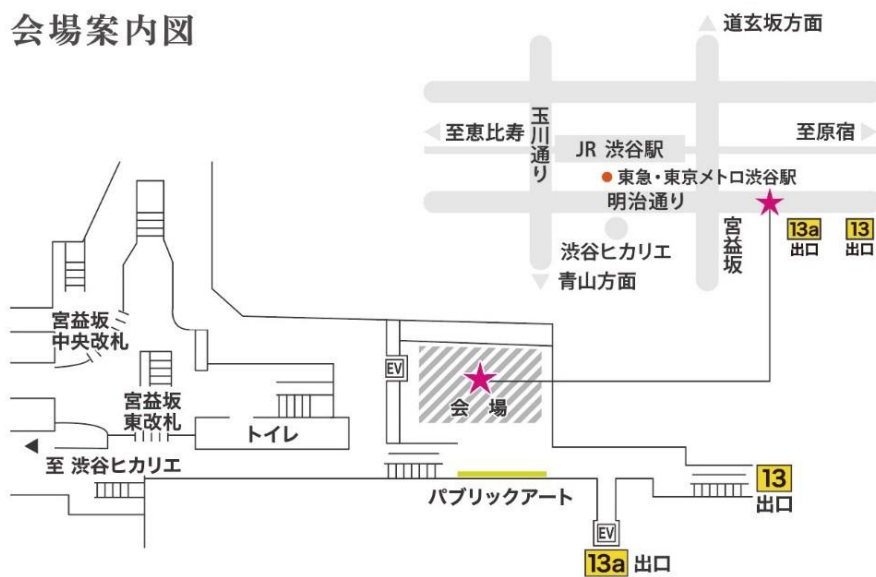 会場案内図
道玄坂方面
玉川通り
至恵比寿
JR 渋谷駅
至原宿
東急・東京メトロ渋谷駅
明治通り
宮益坂
13a
出口
13
出口
渋谷ヒカリエ
青山方面
宮益坂
中央改札
EV
宮益坂
東改札
会 場
トイレ
至 渋谷ヒカリエ
パブリックアート
13
出口
EV
13a 出口